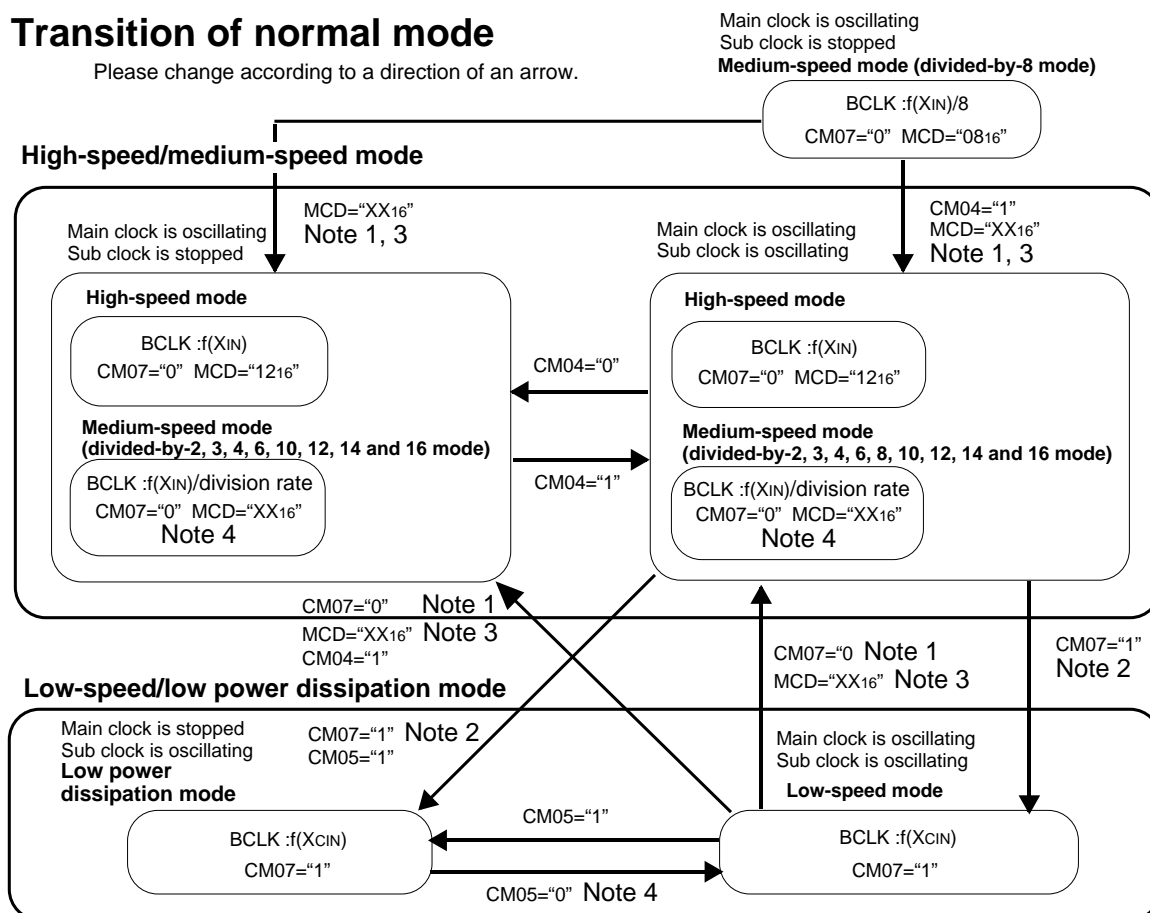 Transition of normal mode
Please change according to a direction of an arrow.
Main clock is oscillating
Sub clock is stopped
Medium-speed mode (divided-by-8 mode)
BCLK :f(XIN)/8
CM07=“0” MCD=“0816”
High-speed/medium-speed mode
MCD=“XX16”
Note 1, 3
Main clock is oscillating
Sub clock is stopped
CM04=“1”
MCD=“XX16”
Note 1, 3
Main clock is oscillating
Sub clock is oscillating
High-speed mode
BCLK :f(XIN)
CM07=“0” MCD=“1216”
Medium-speed mode
(divided-by-2, 3, 4, 6, 10, 12, 14 and 16 mode)
BCLK :f(XIN)/division rate
CM07=“0” MCD=“XX16”
Note 4
CM04=“0”
CM04=“1”
High-speed mode
BCLK :f(XIN)
CM07=“0” MCD=“1216”
Medium-speed mode
(divided-by-2, 3, 4, 6, 8, 10, 12, 14 and 16 mode)
BCLK :f(XIN)/division rate
CM07=“0” MCD=“XX16”
Note 4
CM07=“0” Note 1
MCD=“XX16” Note 3
CM04=“1”
CM07=“0 Note 1
MCD=“XX16” Note 3
CM07=“1”
Note 2
Low-speed/low power dissipation mode
Main clock is stopped
Sub clock is oscillating
Low power
dissipation mode
CM07=“1” Note 2
CM05=“1”
Main clock is oscillating
Sub clock is oscillating
Low-speed mode
BCLK :f(XCIN)
CM07=“1”
CM05=“1”
CM05=“0” Note 4
BCLK :f(XCIN)
CM07=“1”